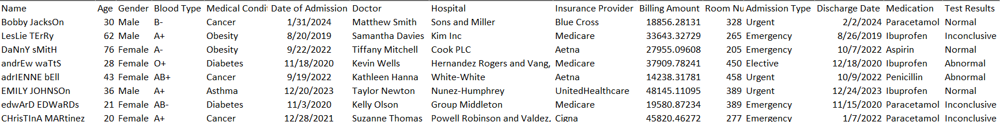 Name Age Gender Blood Type Medical Condi Date of Admission Doctor Hospital Insurance Provider Billing Amount Room Nu Admission Type Discharge Date Medication Test Results
Bobby JacksOn 30 Male B- Cancer 1/31/2024 Matthew Smith Sons and Miller Blue Cross 18856.28131 328 Urgent 2/2/2024 Paracetamol Normal
LesLie TErRy 62 Male A+ Obesity 8/20/2019 Samantha Davies Kim Inc Medicare 33643.32729 265 Emergency 8/26/2019 Ibuprofen Inconclusive
DaNnY sMitH 76 Female A- Obesity 9/22/2022 Tiffany Mitchell Cook PLC Aetna 27955.09608 205 Emergency 10/7/2022 Aspirin Normal
andrEw waTtS 28 Female O+ Diabetes 11/18/2020 Kevin Wells Hernandez Rogers and Vang, Medicare 37909.78241 450 Elective 12/18/2020 Ibuprofen Abnormal
adrIENNE bEll 43 Female AB+ Cancer 9/19/2022 Kathleen Hanna White-White Aetna 14238.31781 458 Urgent 10/9/2022 Penicillin Abnormal
EMILY JOHNSOn 36 Male A+ Asthma 12/20/2023 Taylor Newton Nunez-Humphrey UnitedHealthcare 48145.11095 389 Urgent 12/24/2023 Ibuprofen Normal
edwArD EDWaRDs 21 Female AB- Diabetes 11/3/2020 Kelly Olson Group Middleton Medicare 19580.87234 389 Emergency 11/15/2020 Paracetamol Inconclusive
CHrisTInA MARtinez 20 Female A+ Cancer 12/28/2021 Suzanne Thomas Powell Robinson and Valdez, Cigna 45820.46272 277 Emergency 1/7/2022 Paracetamol Inconclusive